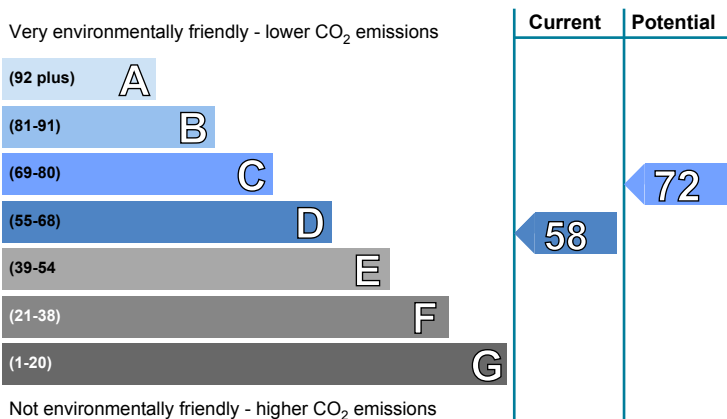 Very environmentally friendly - lower CO₂ emissions
Current Potential
(92 plus) A
(81-91) B
(69-80) C
72
(55-68) D
58
(39-54 E
(21-38) F
(1-20) G
Not environmentally friendly - higher CO₂ emissions